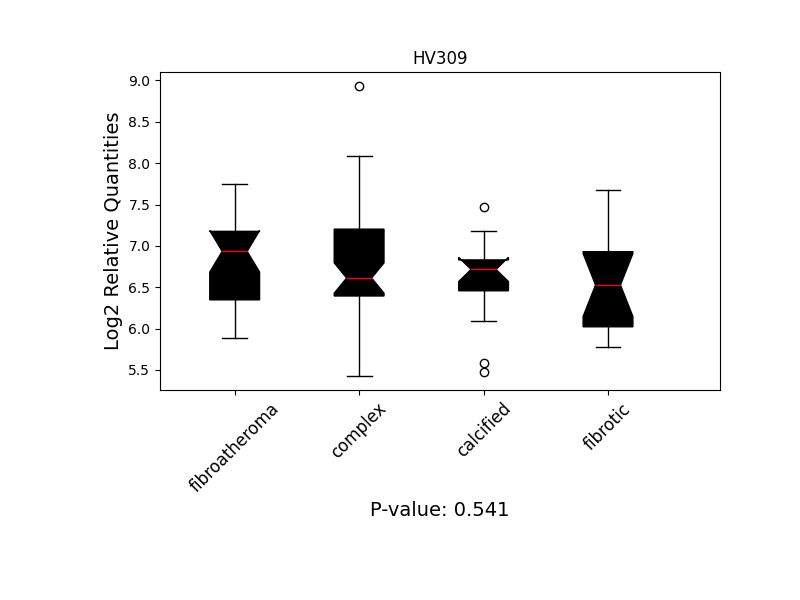 HV309
Log2 Relative Quantities
9.0
8.5
8.0
7.5
7.0
6.5
6.0
5.5
fibroatheroma
complex
calcified
fibrotic
P-value: 0.541